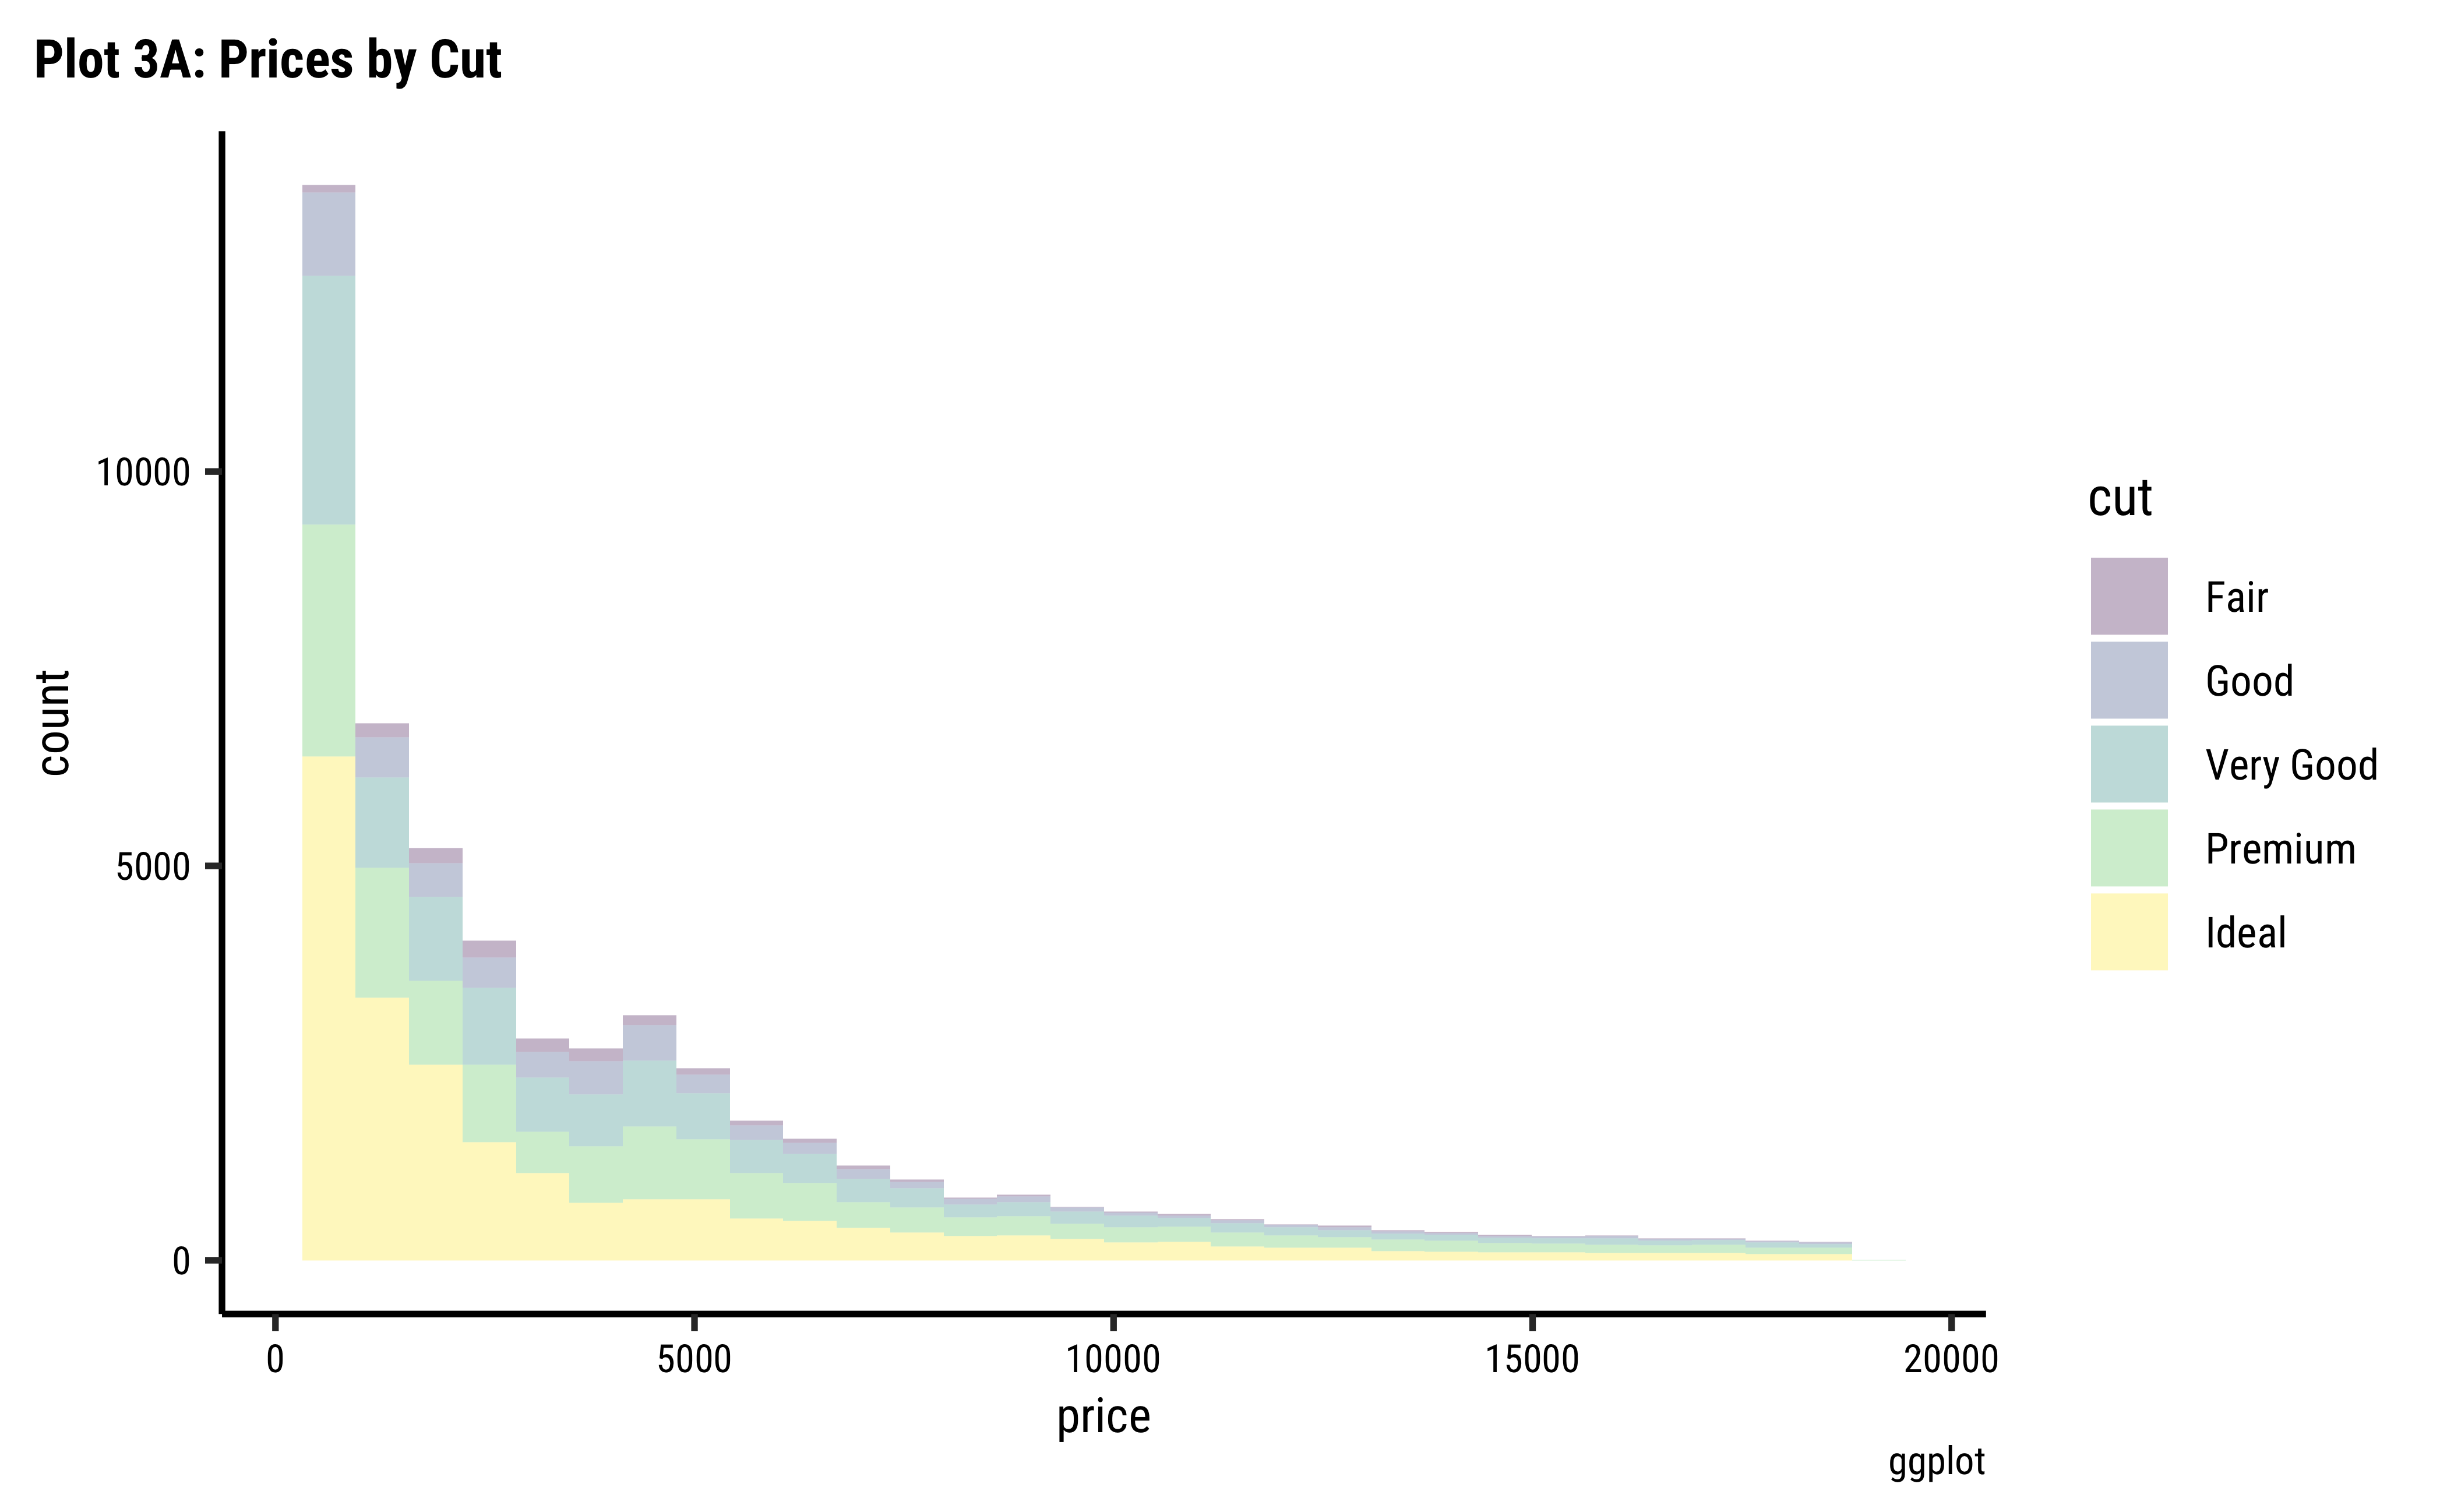 Plot 3A: Prices by Cut
count
10000
5000
0
0 5000 10000 15000 20000
price
cut
Fair
Good
Very Good
Premium
Ideal
ggplot